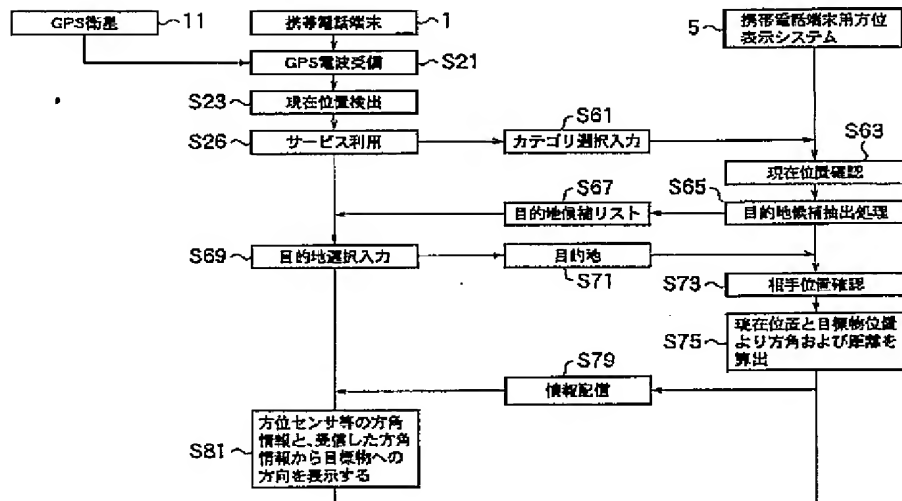 GPS衛星
11
携帯電話端末
1
5
携帯電話端末用方位
表示システム
GPS電波受信
S21
S23
現在位置検出
S26
サービス利用
S61
カテゴリ選択入力
S63
現在位置確認
S67
目的地候補リスト
S65
目的地候補抽出処理
S69
目的地選択入力
目的地
S71
S73
相手位置確認
S75
現在位置と目標物位置
より方角および距離を
算出
S79
情報配信
S81
方位センサ等の方角
情報と、受信した方角
情報から目標物への
方向を表示する